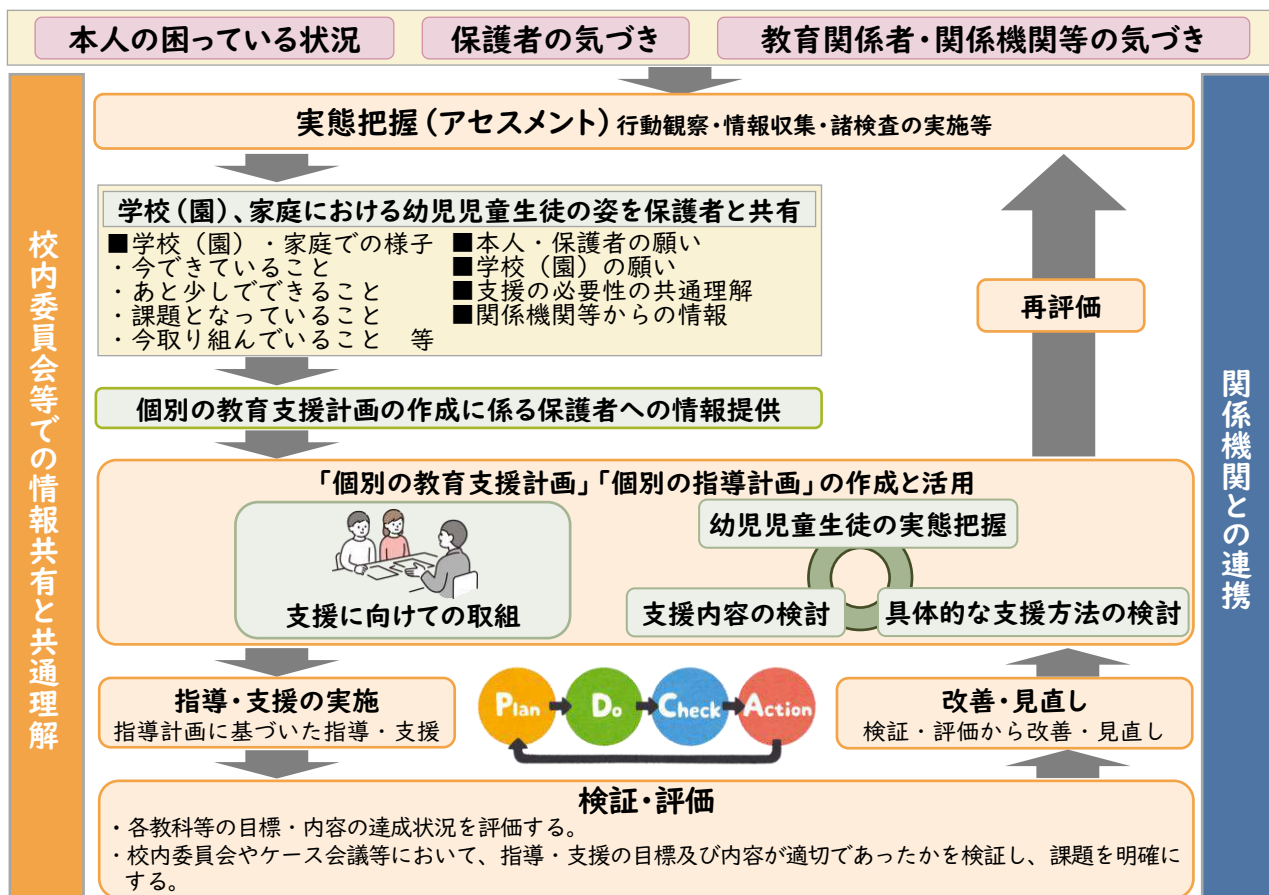 本人の困っている状況
保護者の気づき
教育関係者・関係機関等の気づき
校内委員会等での情報共有と共通理解
実態把握（アセスメント）行動観察・情報収集・諸検査の実施等
学校（園）、家庭における幼児児童生徒の姿を保護者と共有
■学校（園）・家庭での様子
・今できていること
・あと少しでできること
・課題となっていること
・今取り組んでいること　等
■本人・保護者の願い
■学校（園）の願い
■支援の必要性の共通理解
■関係機関等からの情報
再評価
個別の教育支援計画の作成に係る保護者への情報提供
「個別の教育支援計画」「個別の指導計画」の作成と活用
支援に向けての取組
幼児児童生徒の実態把握
支援内容の検討
具体的な支援方法の検討
指導・支援の実施
指導計画に基づいた指導・支援
Plan
Do
Check
Action
改善・見直し
検証・評価から改善・見直し
検証・評価
・各教科等の目標・内容の達成状況を評価する。
・校内委員会やケース会議等において、指導・支援の目標及び内容が適切であったかを検証し、課題を明確に
する。
関係機関との連携